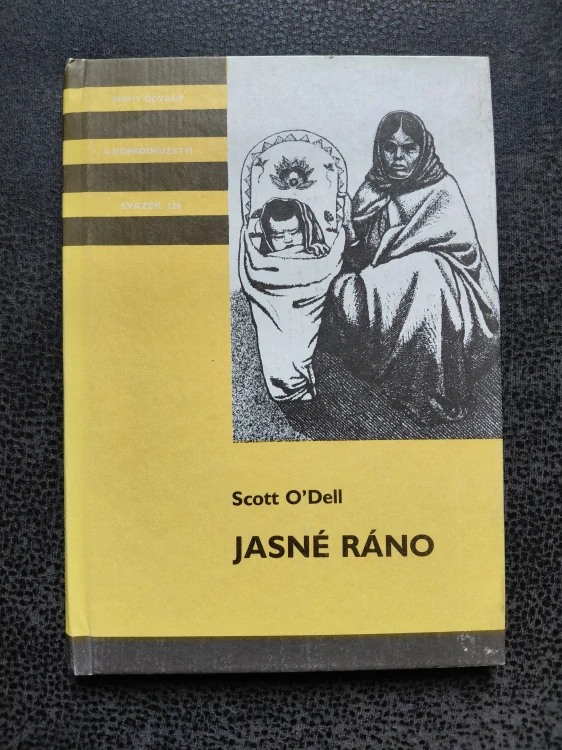 KNIHY ODVAHY
A DOBRODRUŽSTVÍ
SVAZEK
Scott O'Dell
JASNÉ RÁNO